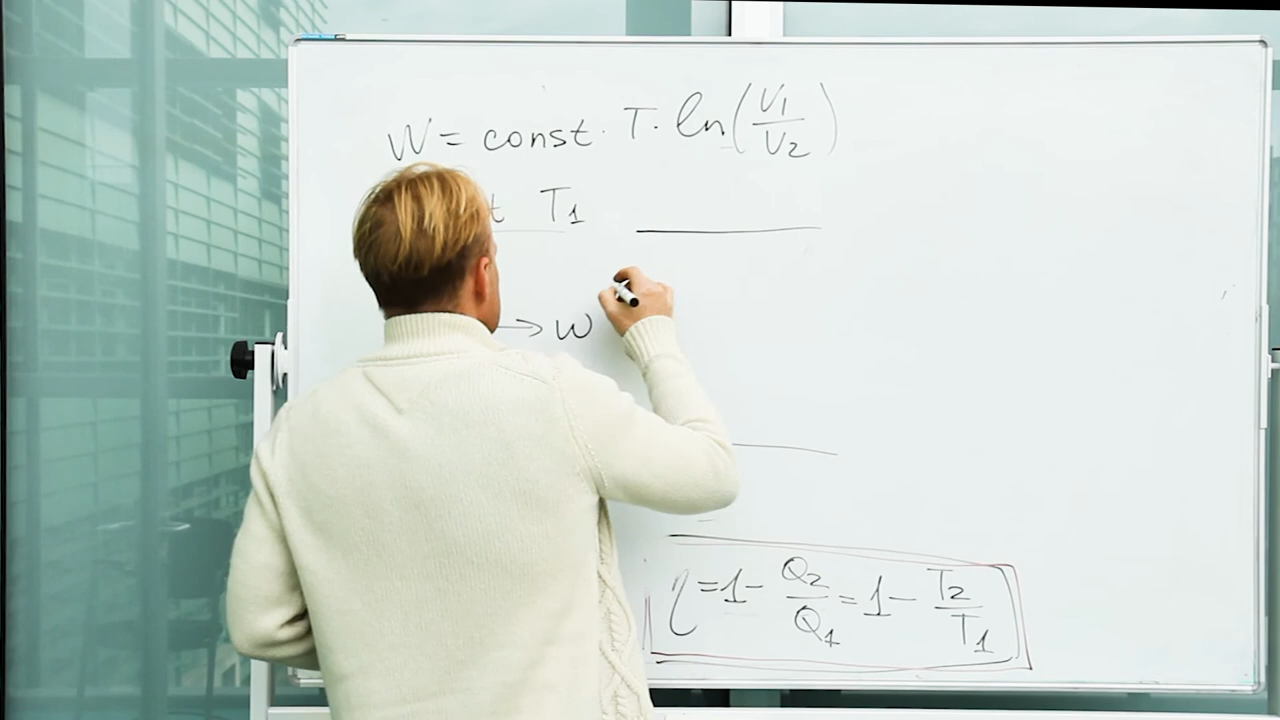 W = const · T · ln(V1/V2)
t T1
→ W
η = 1 - Q2/Q1 = 1 - T2/T1